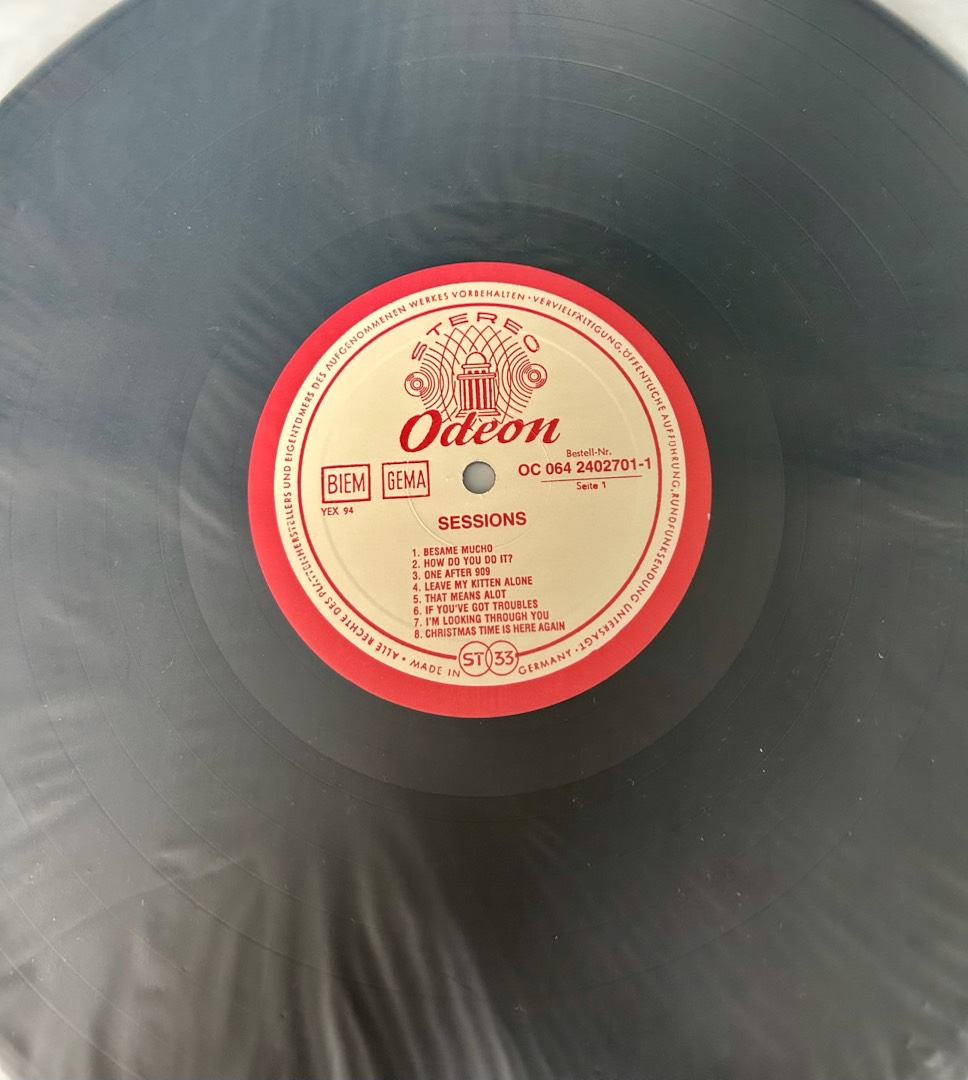 ALLE RECHTE DES PLATTENHERSTELLERS UND EIGENTÜMERS DES AUFGENOMMENEN WERKES VORBEHALTEN • VERVIELFÄLTIGUNG, ÖFFENTLICHE AUFFÜHRUNG, RUNDFUNKSENDUNG UNTERSAGT •
STEREO
Odeon
BIEM GEMA
YEX 94
Bestell-Nr.
OC 064 2402701-1
Seite 1
SESSIONS
1. BESAME MUCHO
2. HOW DO YOU DO IT?
3. ONE AFTER 909
4. LEAVE MY KITTEN ALONE
5. THAT MEANS ALOT
6. IF YOU'VE GOT TROUBLES
7. I'M LOOKING THROUGH YOU
8. CHRISTMAS TIME IS HERE AGAIN
MADE IN ST 33 GERMANY